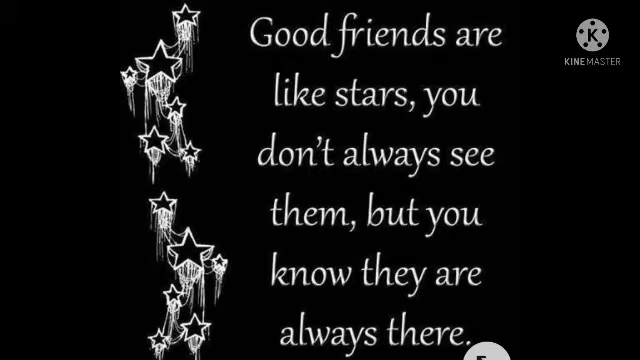 Good friends are
like stars, you
don't always see
them, but you
know they are
always there.
K
KINEMASTER